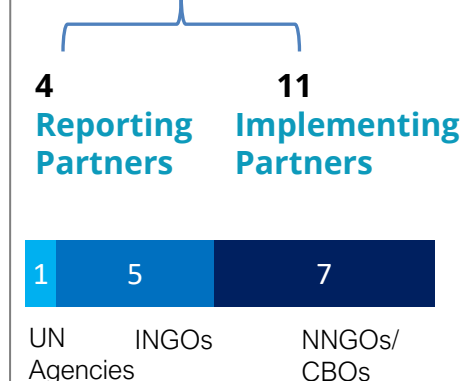 4 11
Reporting Implementing
Partners Partners
1 5 7
UN INGOs NNGOs/
Agencies CBOs